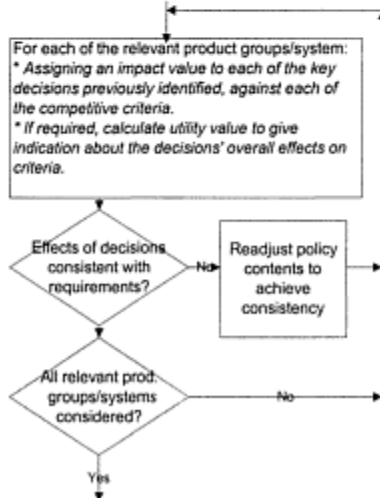 For each of the relevant product groups/system:
* Assigning an impact value to each of the key
decisions previously identified, against each of
the competitive criteria.
* If required, calculate utility value to give
indication about the decisions' overall effects on
criteria.
Effects of decisions
consistent with
requirements?
No
Readjust policy
contents to
achieve
consistency
All relevant prod.
groups/systems
considered?
No
Yes